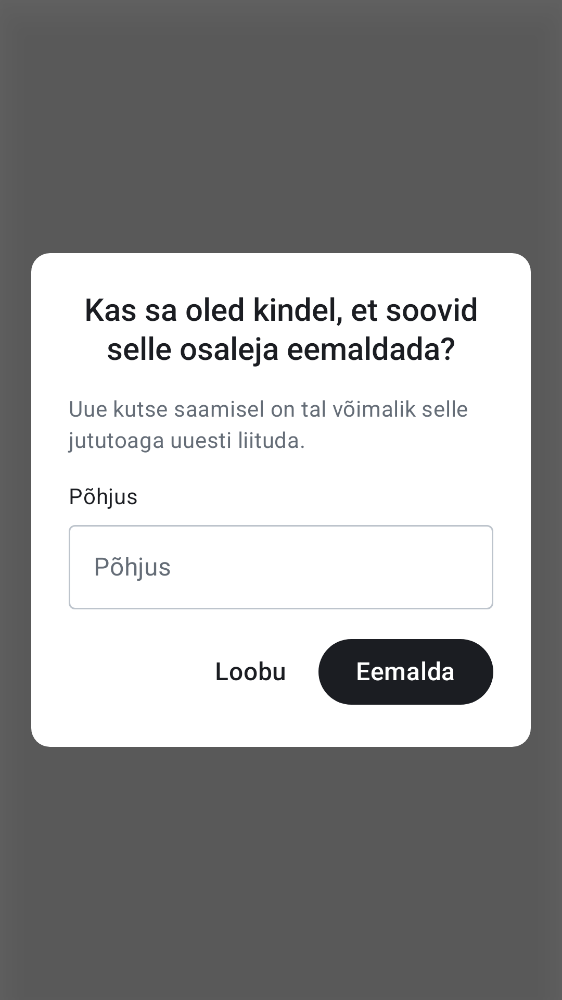 Kas sa oled kindel, et soovid
selle osaleja eemaldada?
Uue kutse saamisel on tal võimalik selle
jututoaga uuesti liituda.
Põhjus
Põhjus
Loobu
Eemalda